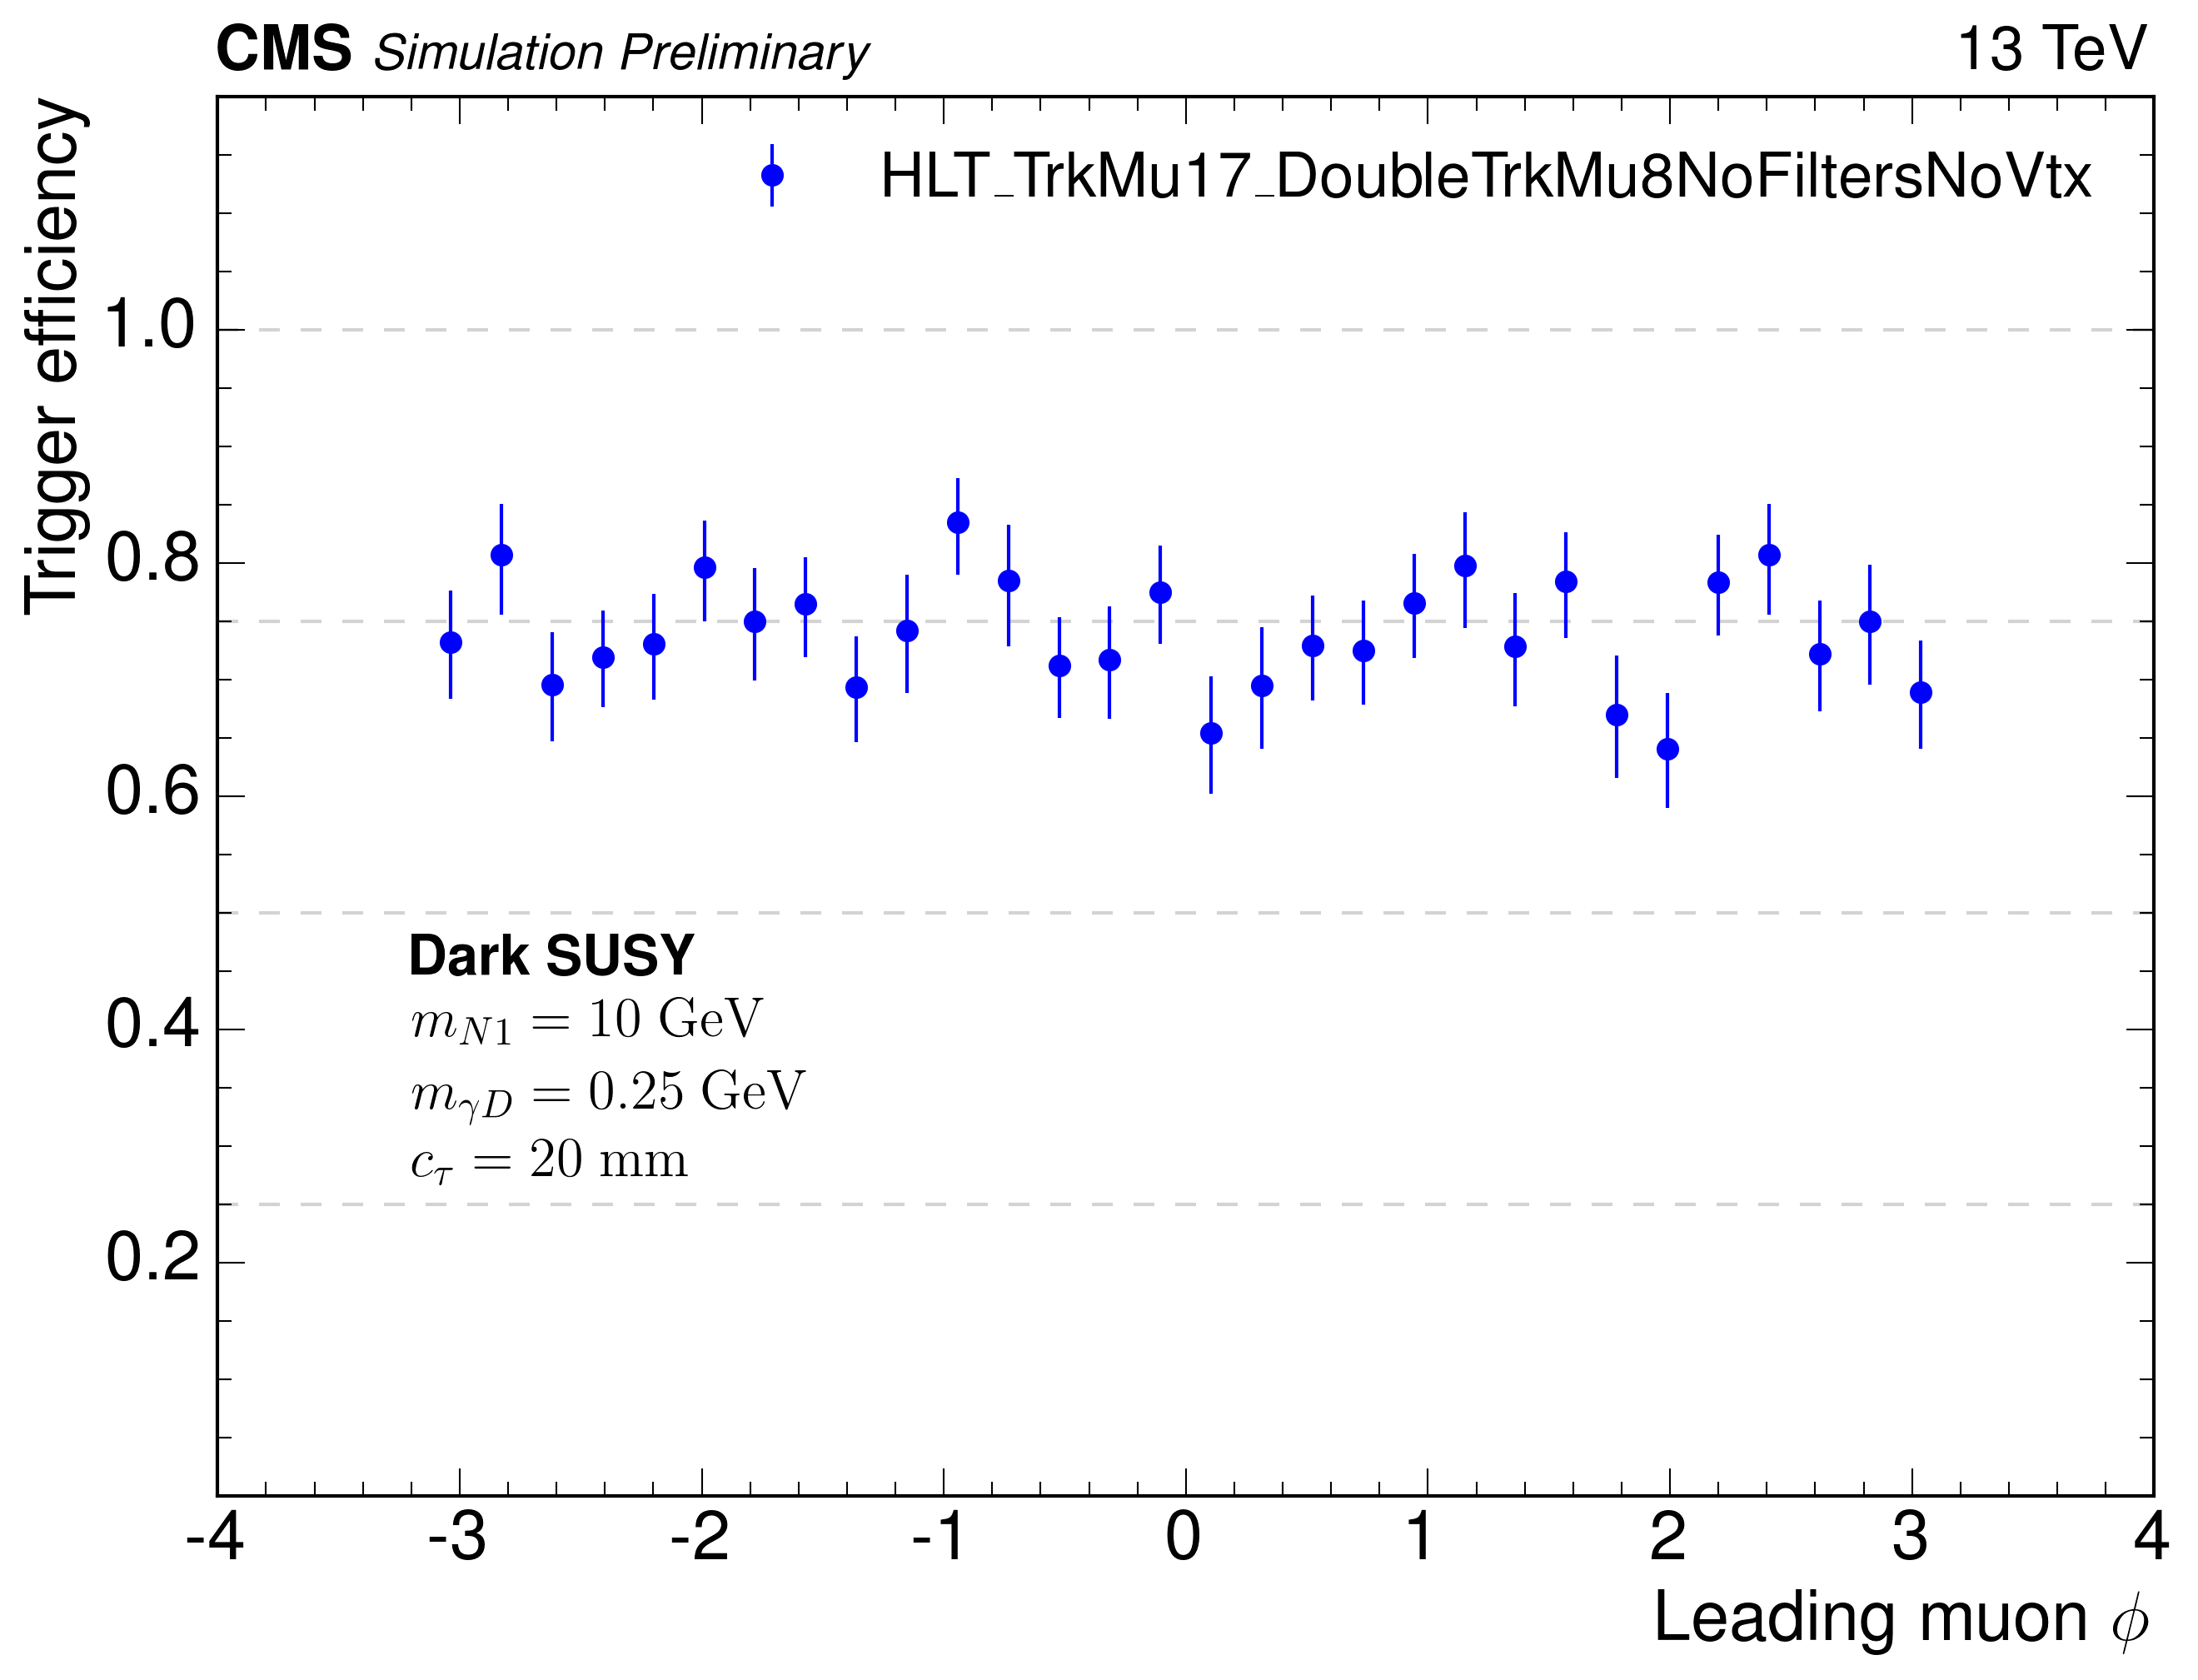 CMS Simulation Preliminary 13 TeV
Trigger efficiency
HLT_TrkMu17_DoubleTrkMu8NoFiltersNoVtx
1.0
0.8
0.6
0.4
0.2
Dark SUSY
m_{N1} = 10 GeV
m_{γD} = 0.25 GeV
c_τ = 20 mm
-4 -3 -2 -1 0 1 2 3 4
Leading muon ϕ